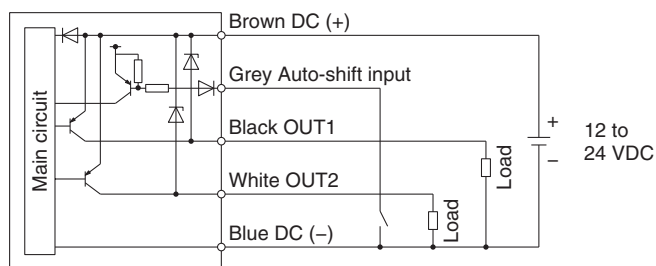 Brown DC (+)
Grey Auto-shift input
Black OUT1
White OUT2
Blue DC (−)
Main circuit
Load
Load
+
−
12 to
24 VDC